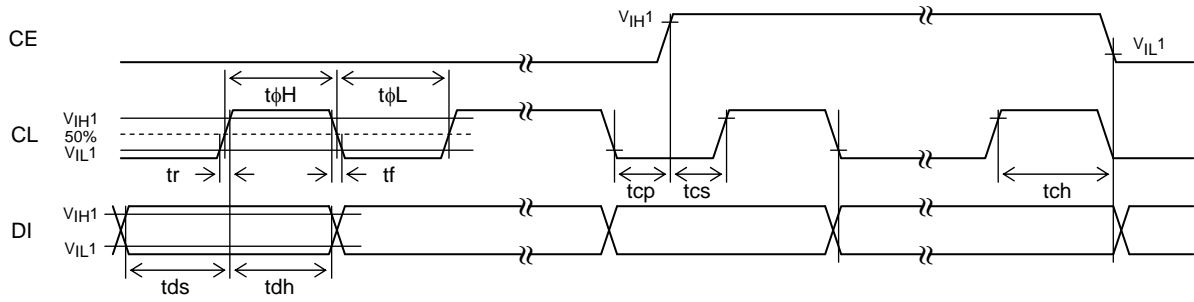 CE
VIH1
VIL1
tϕH
tϕL
CL
VIH1
50%
VIL1
tr
tf
tcp
tcs
tch
DI
VIH1
VIL1
tds
tdh